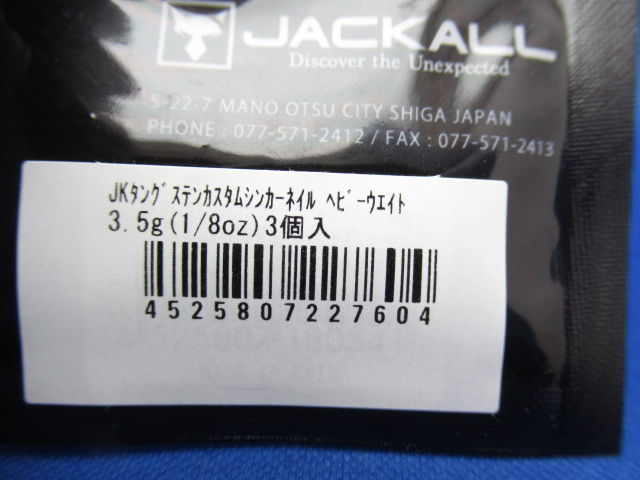 JACKALL
Discover the Unexpected
5-22-7 MANO OTSU CITY SHIGA JAPAN
PHONE : 077-571-2412 / FAX : 077-571-2413
JKﾀﾝｸﾞｽﾃﾝｶｽﾀﾑｼﾝｶｰﾈｲﾙ ﾍﾋﾞｰｳｴｲﾄ
3.5g(1/8oz)3個入
4525807227604